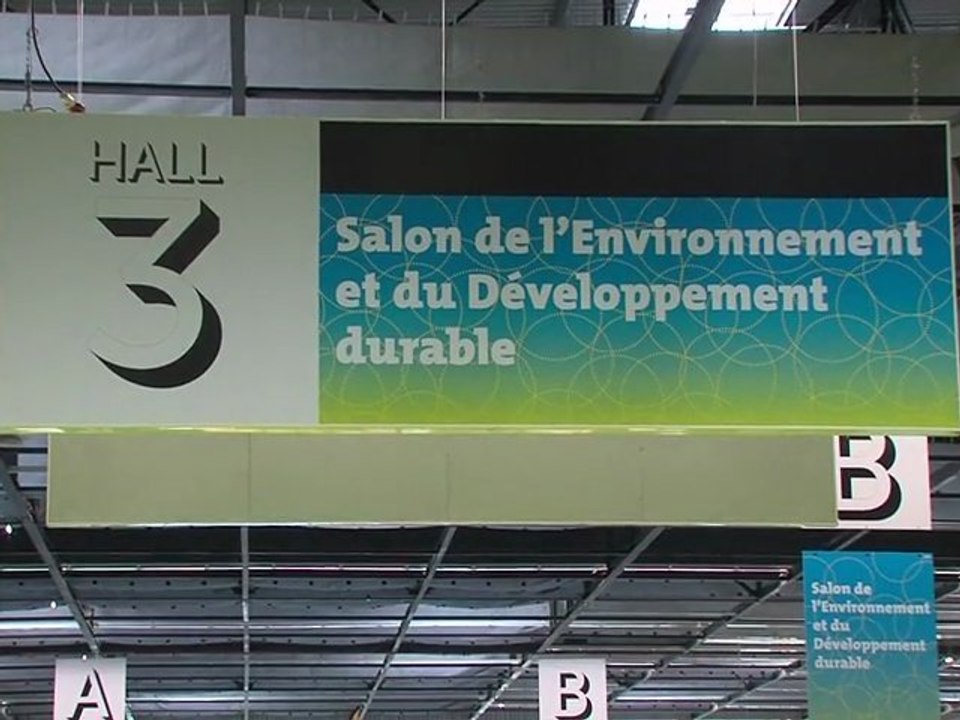 HALL
3
Salon de l'Environnement
et du Développement
durable
B
Salon de
l'Environnement
et du
Développement
durable
A
B